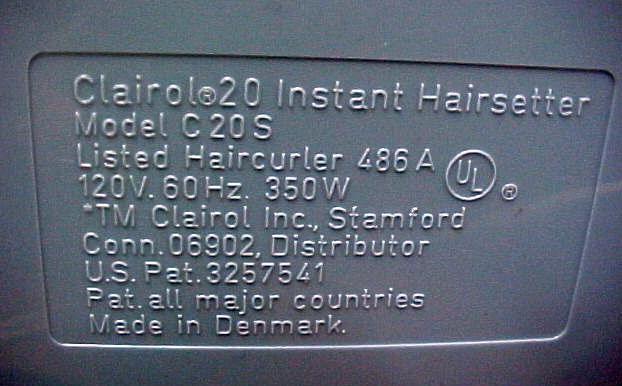 Clairol®20 Instant Hairsetter
Model C20S
Listed Haircurler 486A UL ®
120V. 60Hz. 350W
*TM Clairol Inc., Stamford
Conn. 06902, Distributor
U.S. Pat. 3257541
Pat. all major countries
Made in Denmark.